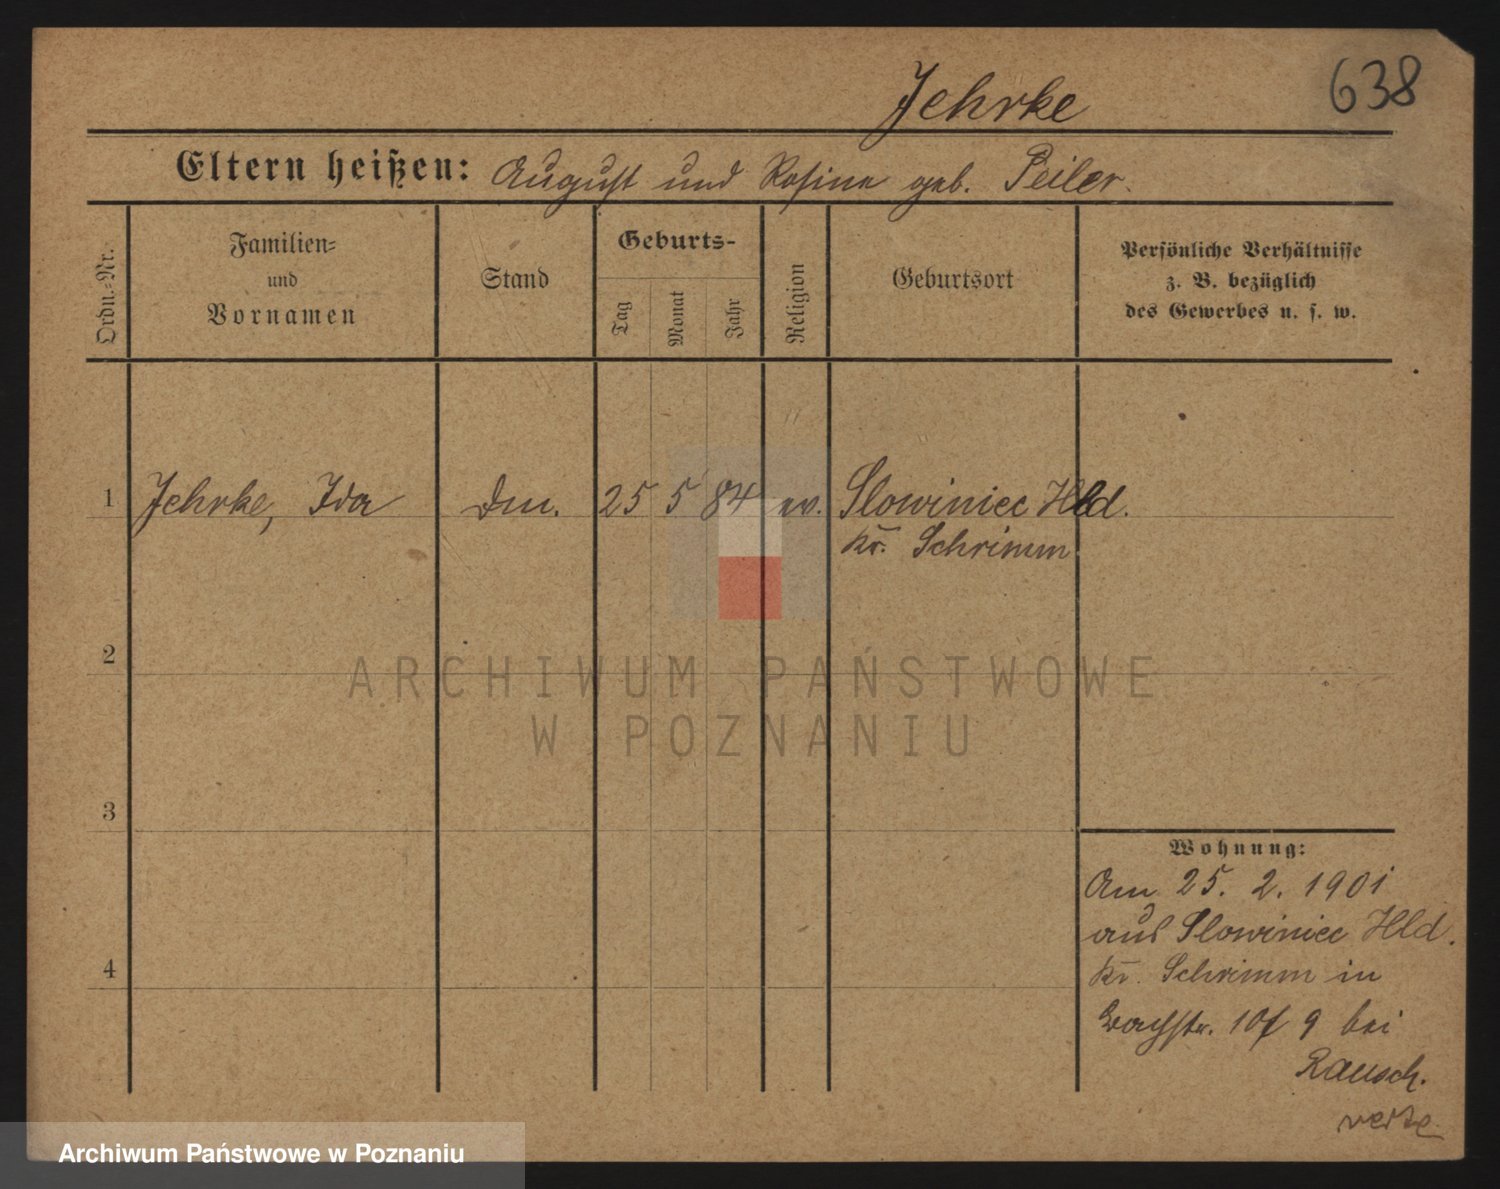 Jehrke
638
Eltern heißen: August und Rosine geb. Peiler.
Ordn.-Nr.
Familien-
und
Vornamen
Stand
Geburts-
Tag
Monat
Jahr
Religion
Geburtsort
Persönliche Verhältnisse
z. B. bezüglich
des Gewerbes u. s. w.
1 Jehrke, Ida Dm. 25 5 84 ev. Slowiniec Hld.
Kr. Schrimm
2
3
4
ARCHIWUM PAŃSTWOWE
W POZNANIU
Wohnung:
Am 25. 2. 1901
aus Slowiniec Hld.
Kr. Schrimm in
9 bei
Rausch.
verte
Archiwum Państwowe w Poznaniu